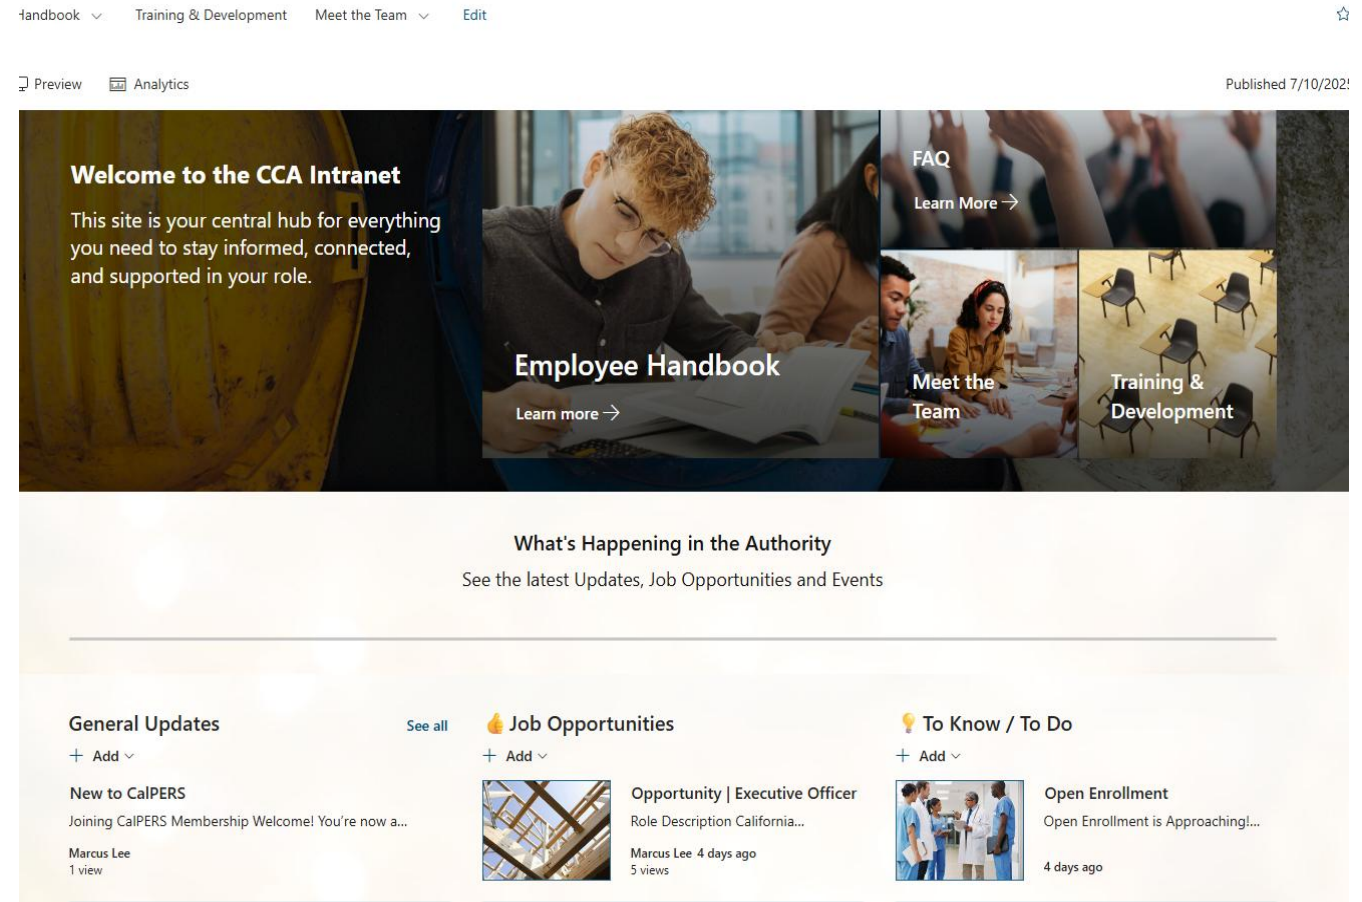 Handbook
Training & Development
Meet the Team
Edit
Preview
Analytics
Published 7/10/2025
Welcome to the CCA Intranet
This site is your central hub for everything
you need to stay informed, connected,
and supported in your role.
Employee Handbook
Learn more
FAQ
Learn More
Meet the
Team
Training &
Development
What's Happening in the Authority
See the latest Updates, Job Opportunities and Events
General Updates
See all
Add
New to CalPERS
Joining CalPERS Membership Welcome! You're now a...
Marcus Lee
1 view
👍 Job Opportunities
Add
Opportunity | Executive Officer
Role Description California...
Marcus Lee 4 days ago
5 views
💡 To Know / To Do
Add
Open Enrollment
Open Enrollment is Approaching!...
4 days ago